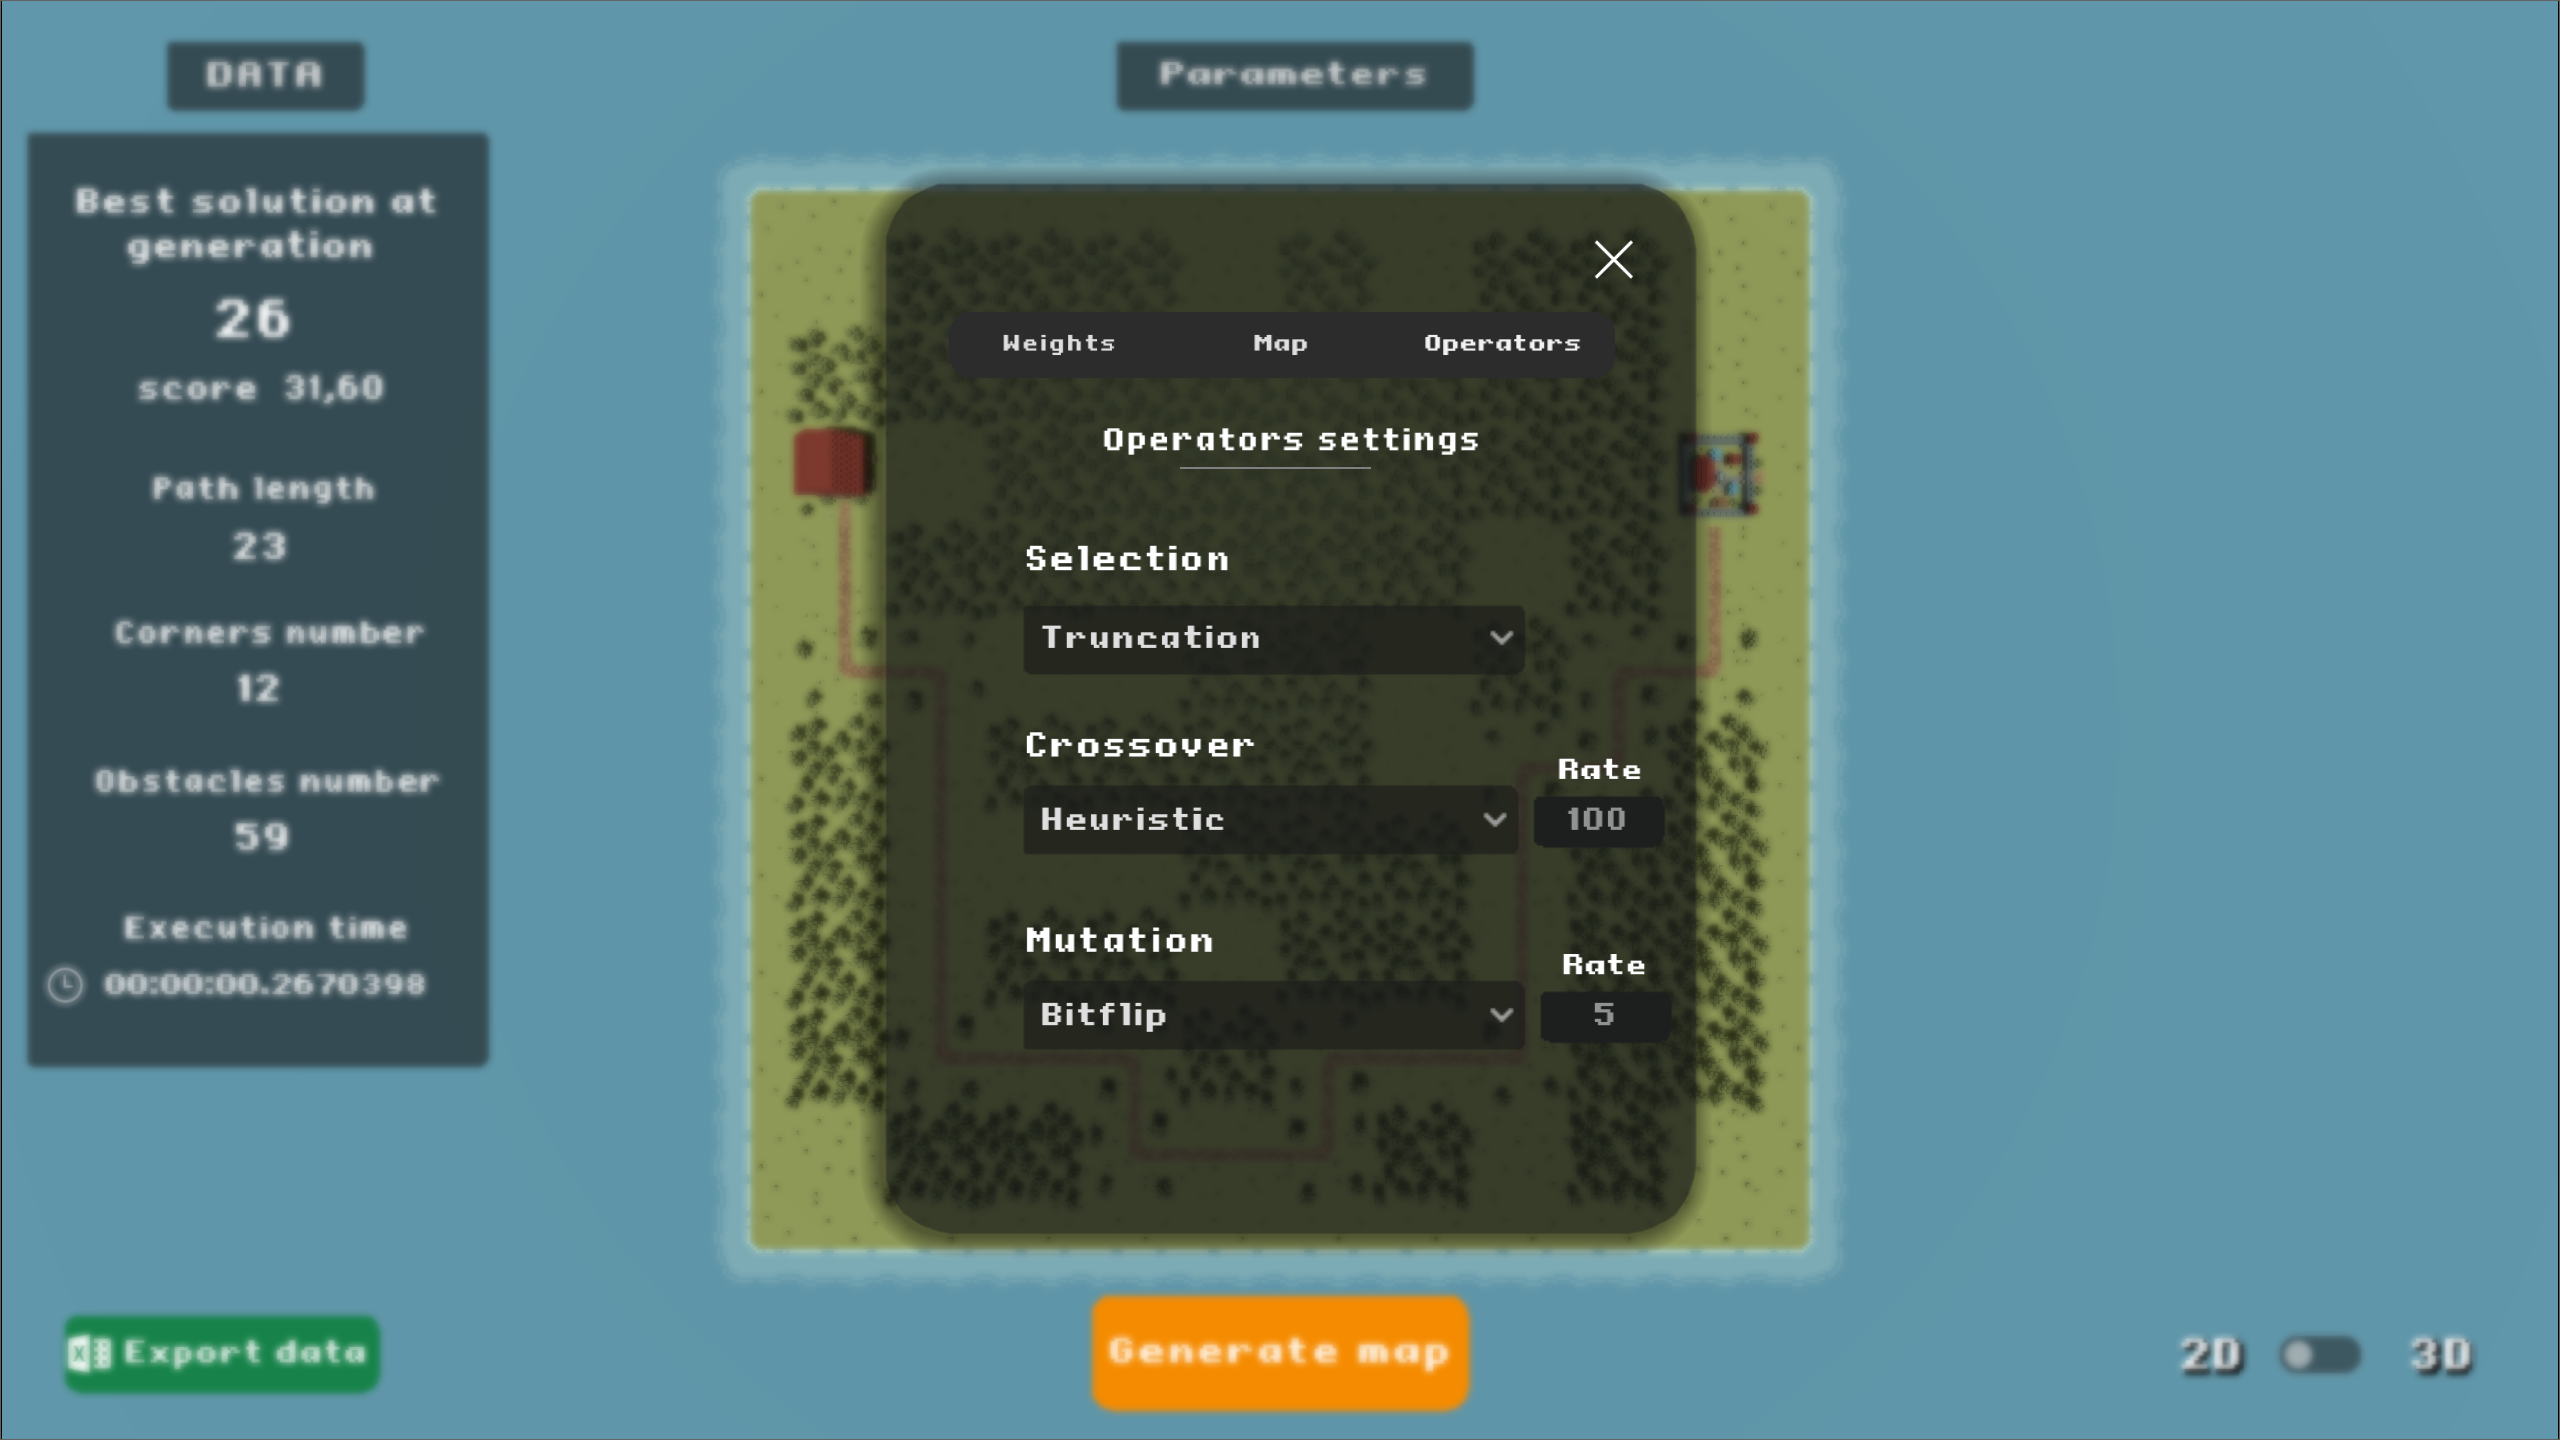 DATA
Parameters
Best solution at
generation
26
score 31,60
Path length
23
Corners number
12
Obstacles number
59
Execution time
00:00:00.2670398
Weights Map Operators
Operators settings
Selection
Truncation
Crossover
Rate
Heuristic 100
Mutation
Rate
Bitflip 5
Export data
Generate map
2D 3D